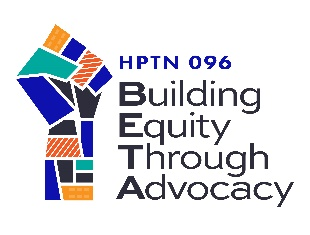 HPTN 096
Building
Equity
Through
Advocacy